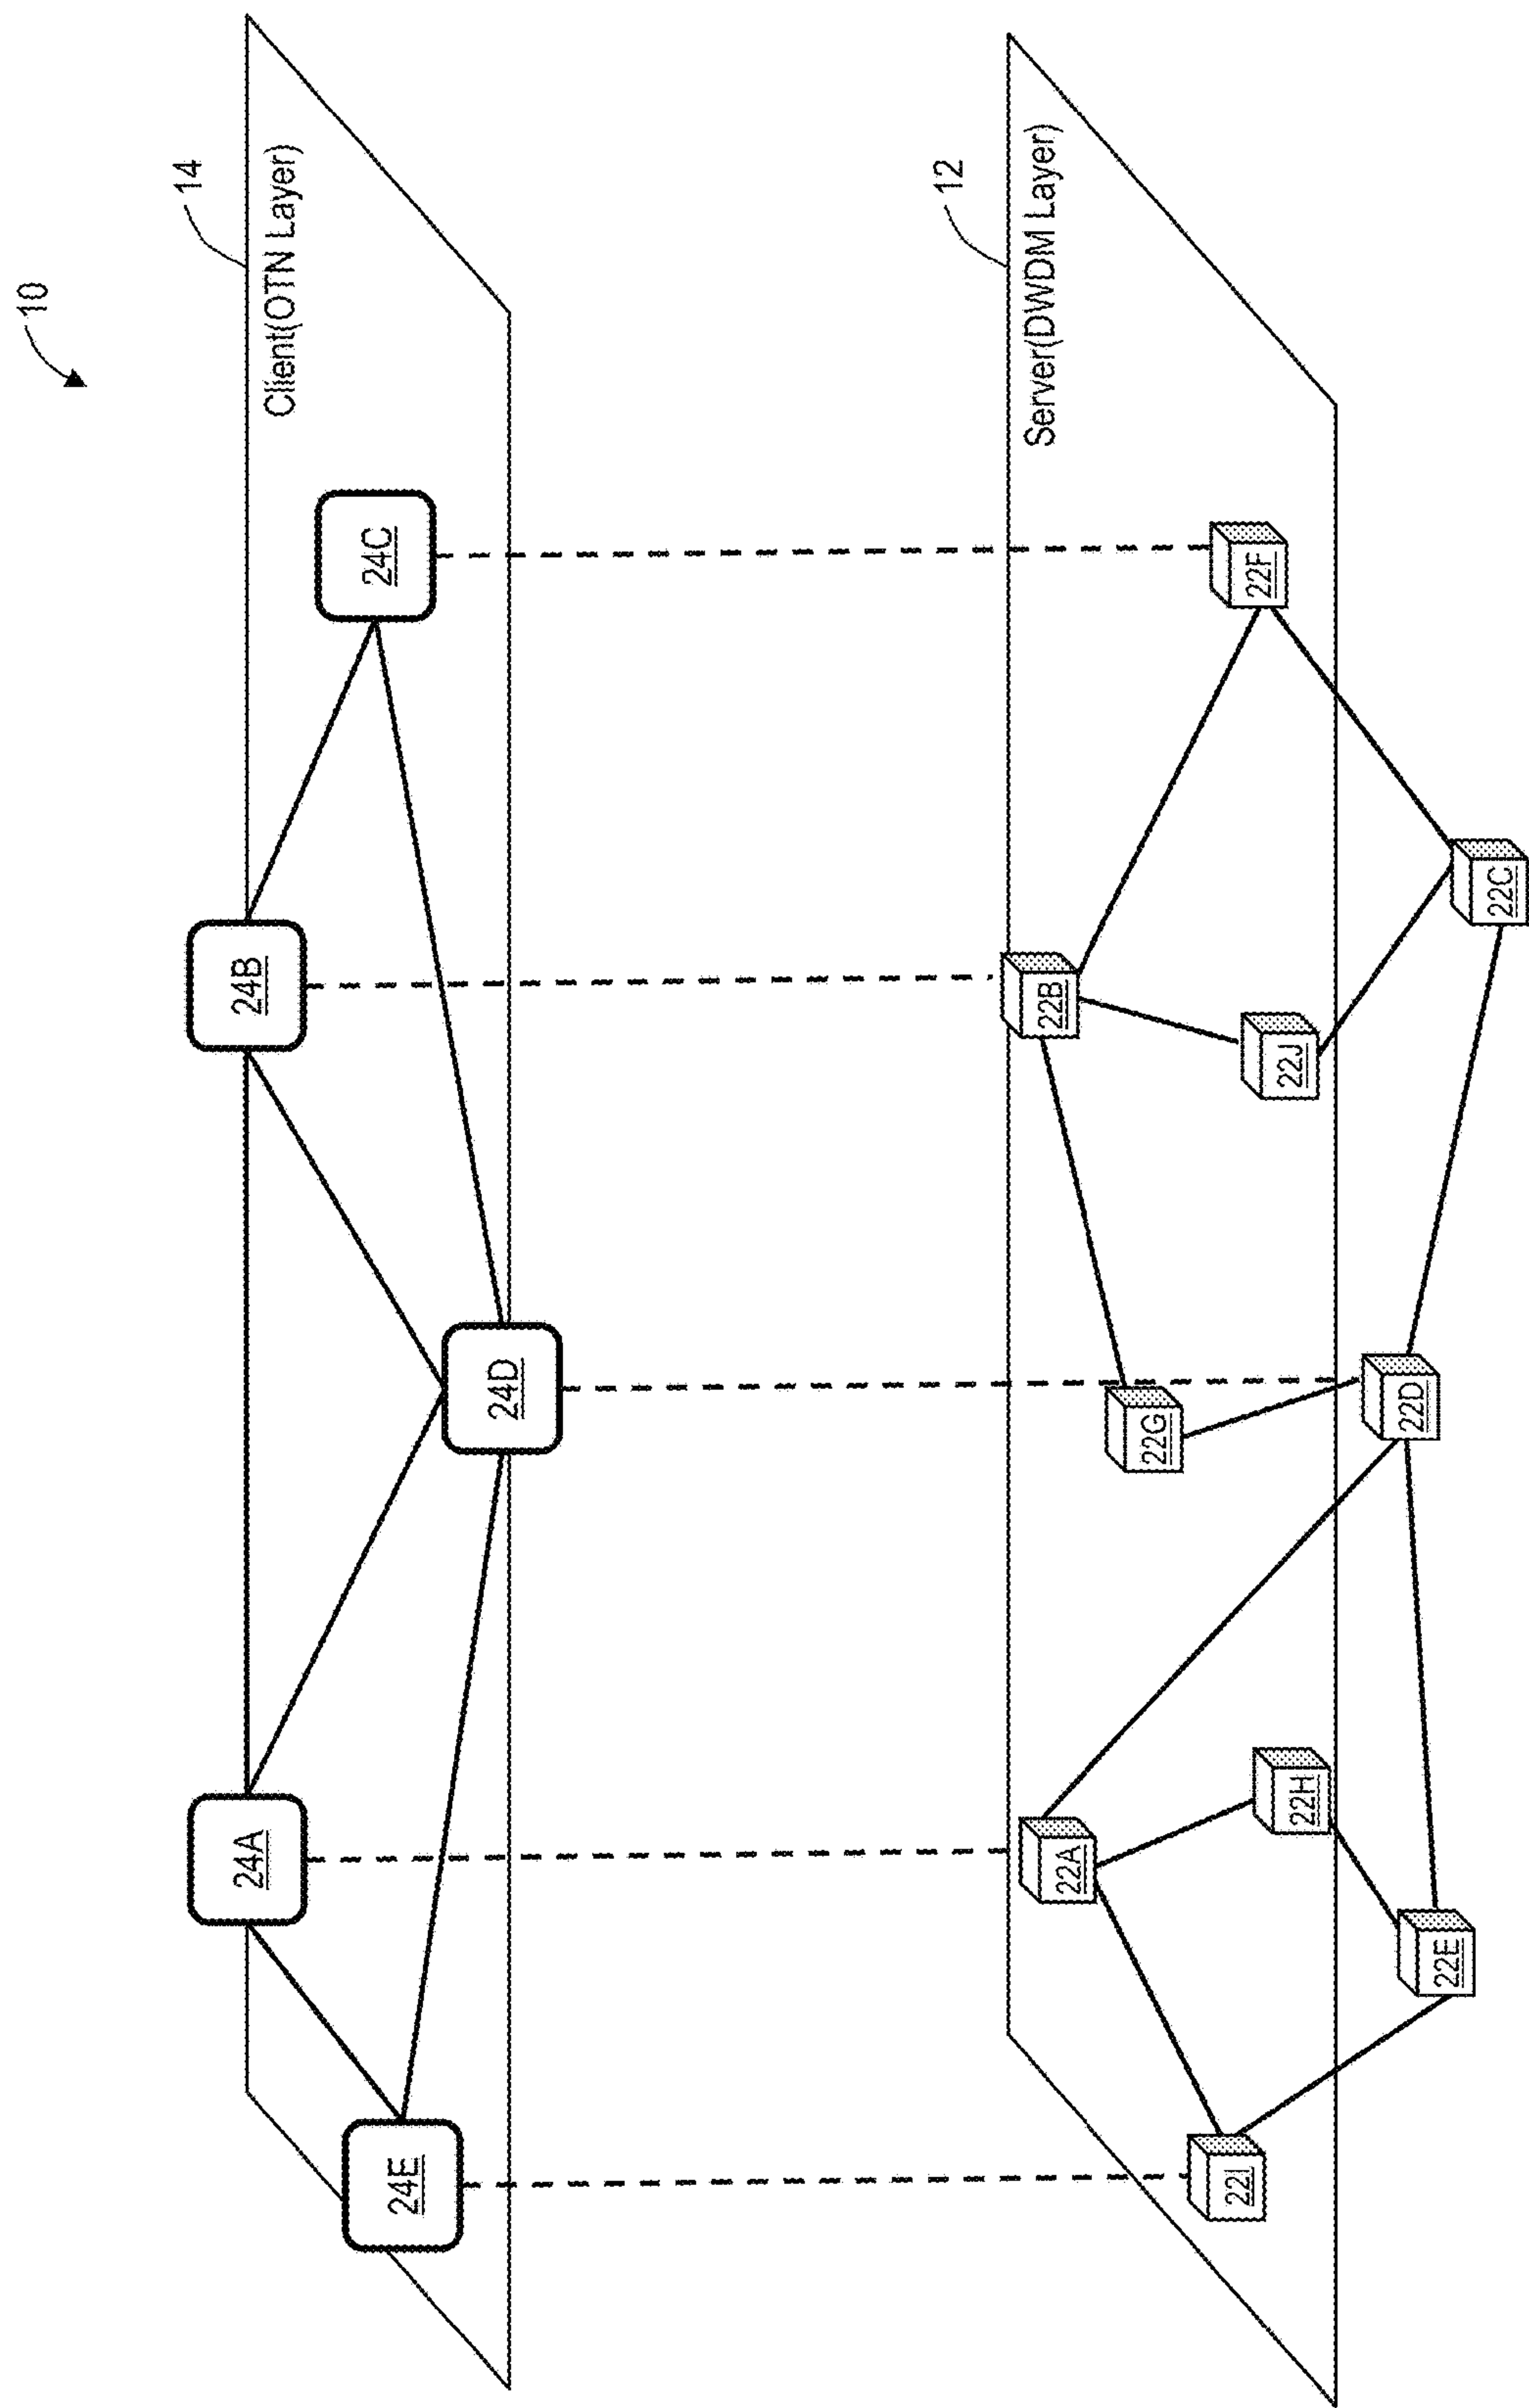 10
14
Client(OTN Layer)
24B
24A
24C
24E
24D
12
Server(DWDM Layer)
22B
22A
22G
22F
22I
22J
22H
22D
22E
22C